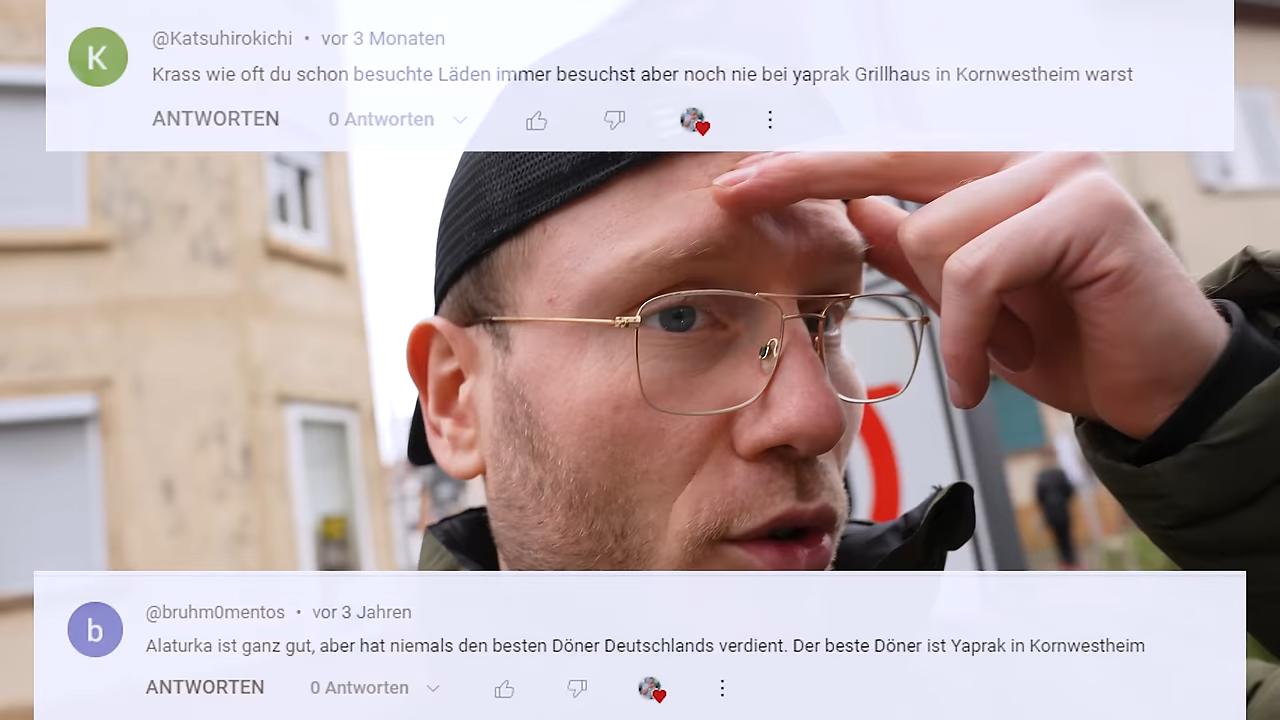 @Katsuhirokichi • vor 3 Monaten
Krass wie oft du schon besuchte Läden immer besuchst aber noch nie bei yaprak Grillhaus in Kornwestheim warst
ANTWORTEN 0 Antworten
@bruhm0mentos • vor 3 Jahren
Alaturka ist ganz gut, aber hat niemals den besten Döner Deutschlands verdient. Der beste Döner ist Yaprak in Kornwestheim
ANTWORTEN 0 Antworten